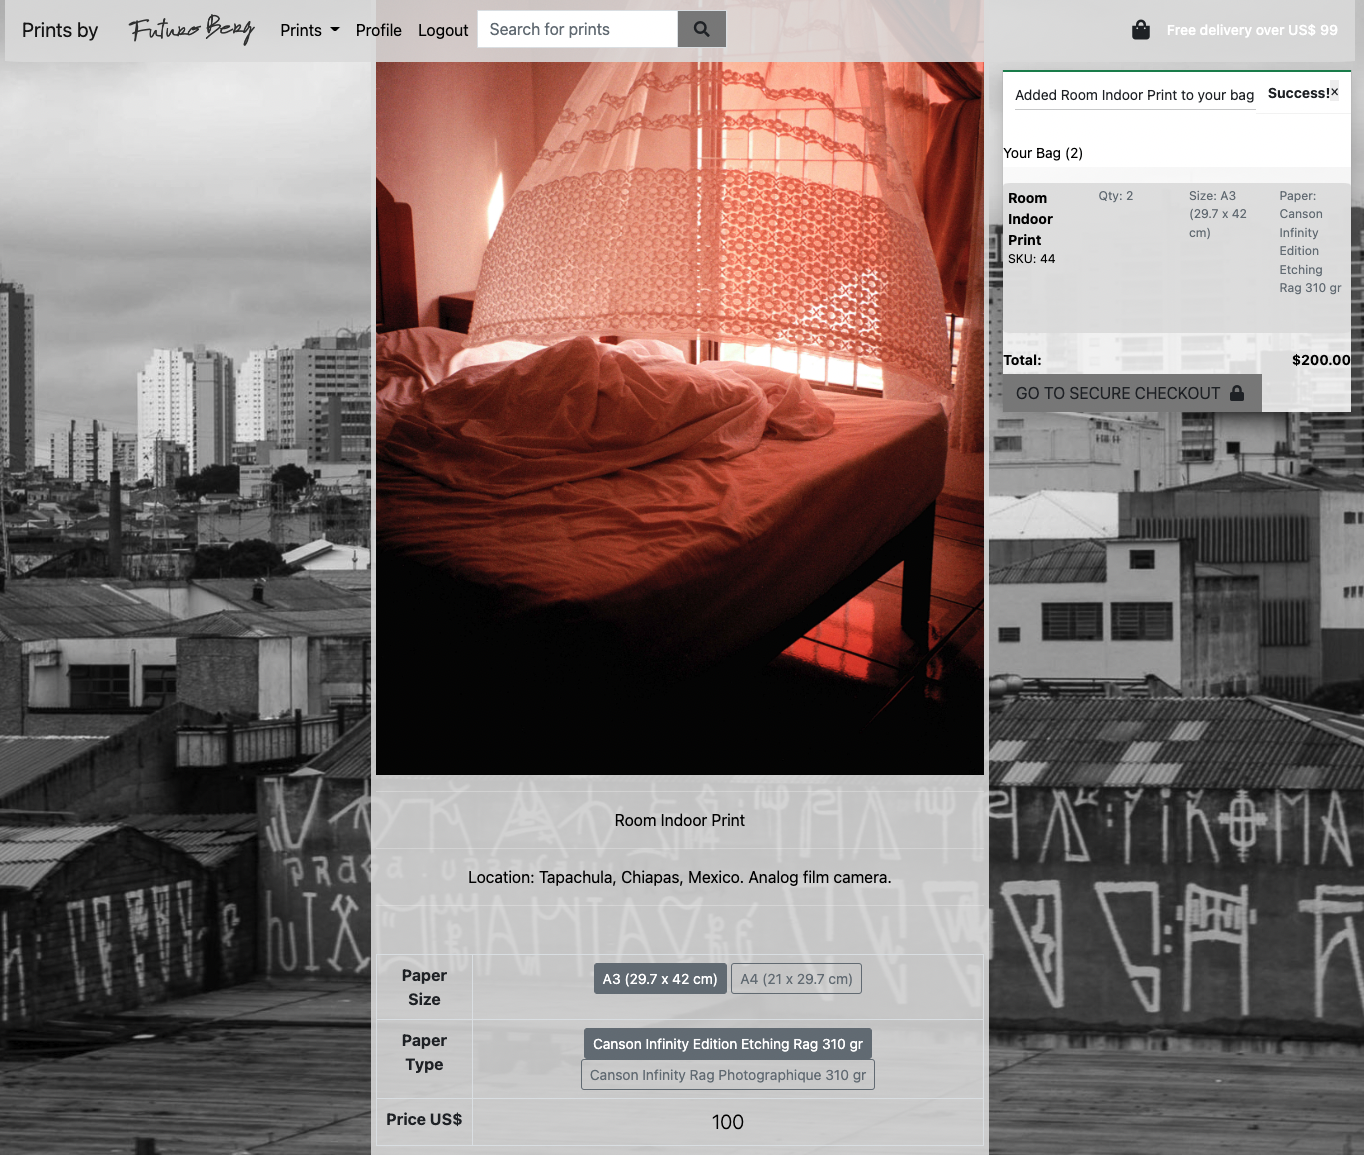 Prints by Futuro Berg Prints Profile Logout Search for prints Free delivery over US$ 99
Added Room Indoor Print to your bag Success!×
Your Bag (2)
Room Indoor Print
SKU: 44
Qty: 2
Size: A3
(29.7 x 42
cm)
Paper:
Canson
Infinity
Edition
Etching
Rag 310 gr
Total: $200.00
GO TO SECURE CHECKOUT
Room Indoor Print
Location: Tapachula, Chiapas, Mexico. Analog film camera.
Paper
Size
A3 (29.7 x 42 cm) A4 (21 x 29.7 cm)
Paper
Type
Canson Infinity Edition Etching Rag 310 gr
Canson Infinity Rag Photographique 310 gr
Price US$ 100